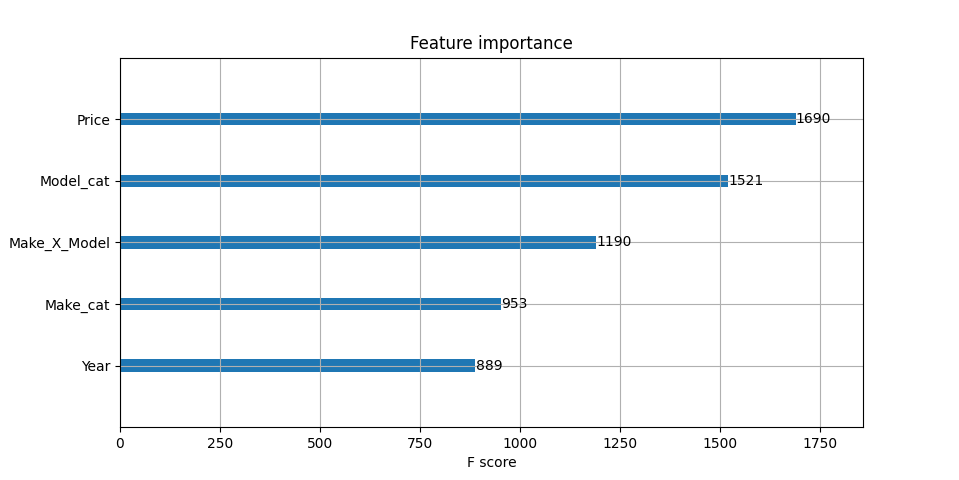 Feature importance
Price
1690
Model_cat
1521
Make_X_Model
1190
Make_cat
953
Year
889
0 250 500 750 1000 1250 1500 1750
F score